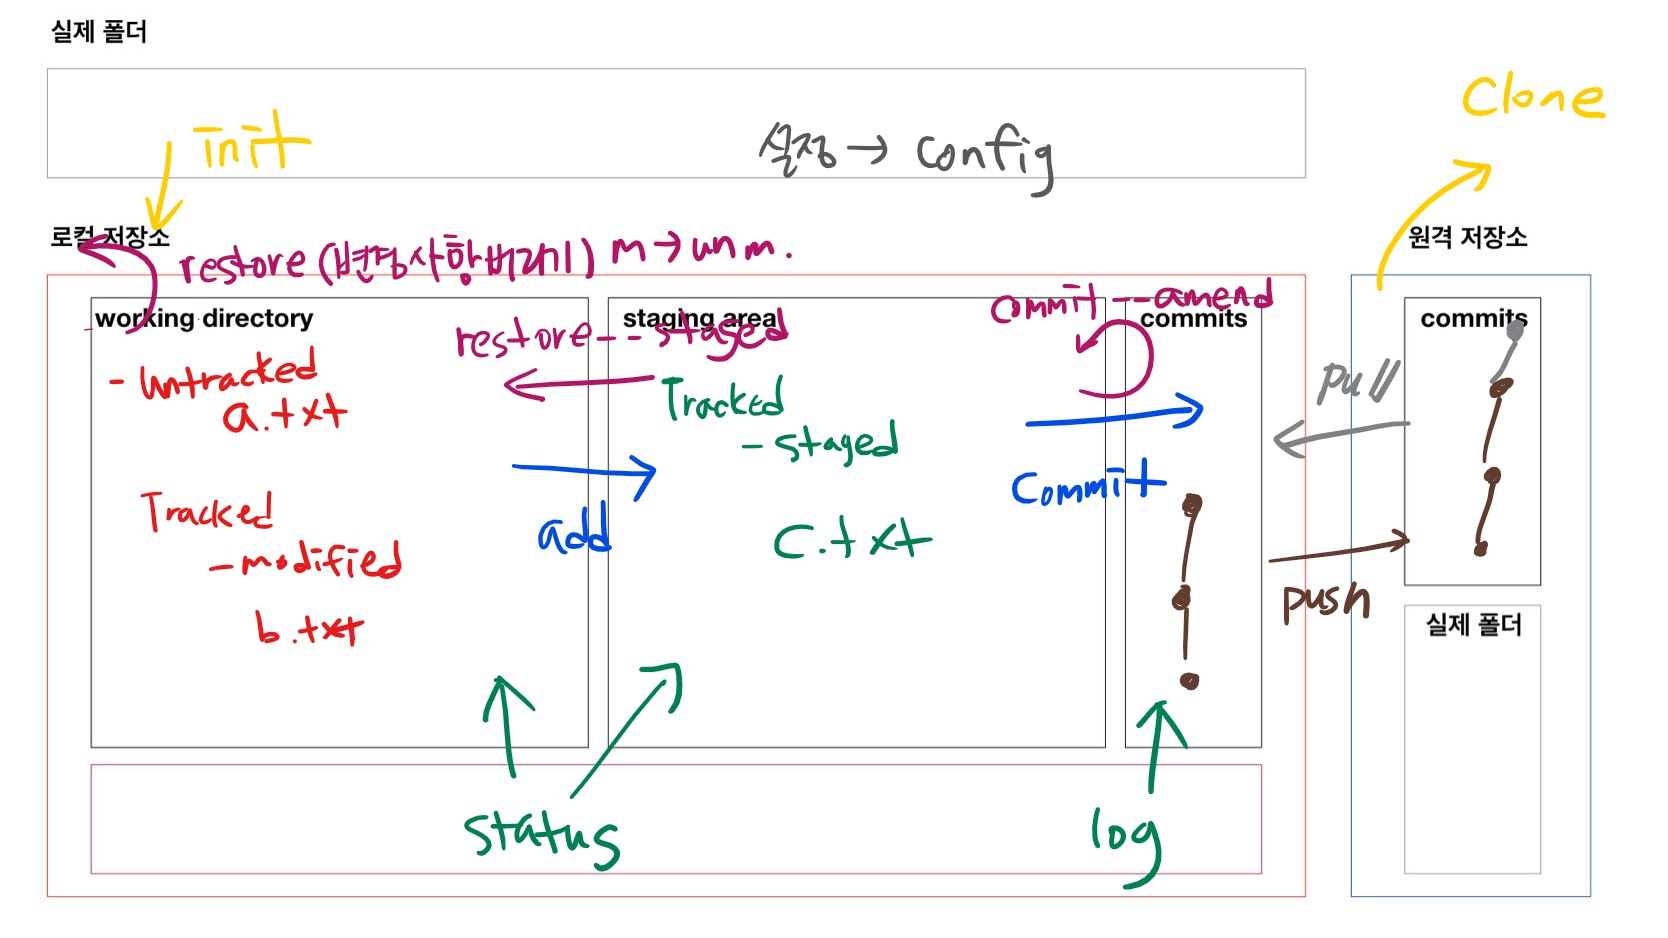 실제 폴더
init
설정 → config
Clone
로컬 저장소
원격 저장소
restore (변경사항버리기) m → unm.
working directory
staging area
commits
commits
restore --staged
commit --amend
- untracked
a.txt
Tracked
- modified
b.txt
add
Tracked
- staged
C.txt
Commit
pull
push
실제 폴더
status
log